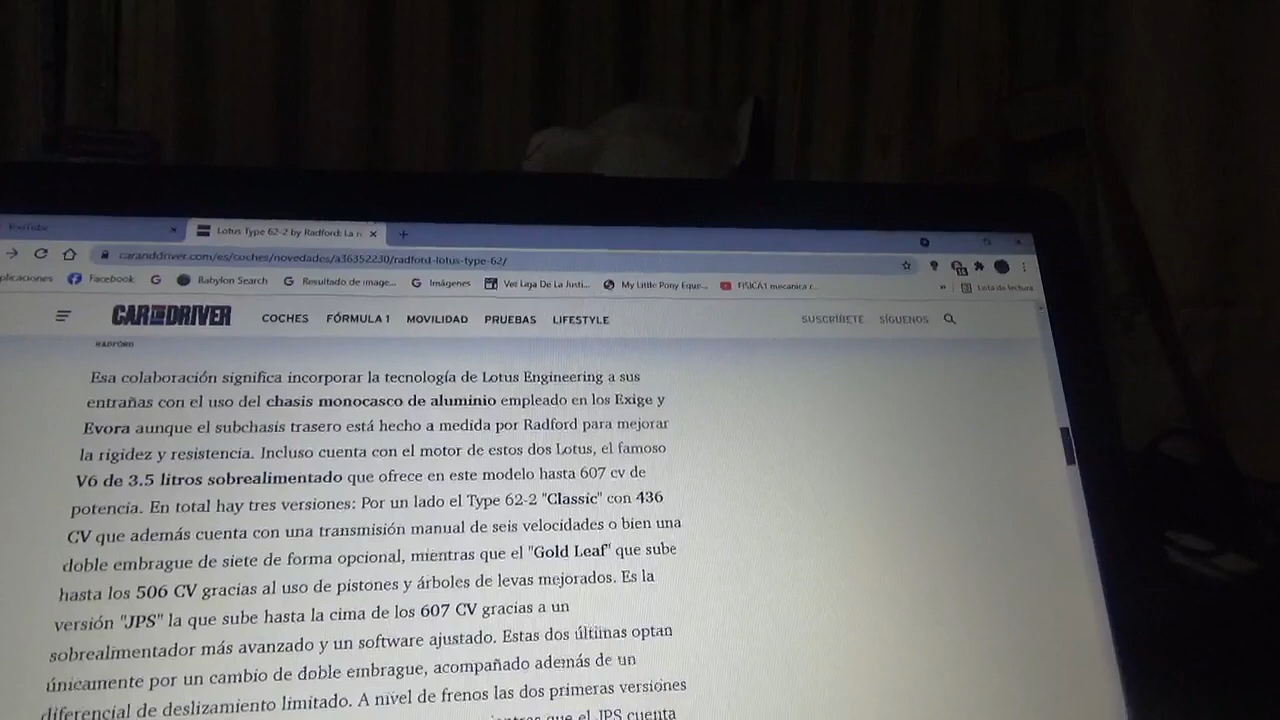 YouTube
Lotus Type 62-2 by Radford: La n
caranddriver.com/es/coches/novedades/a36352230/radford-lotus-type-62/
plicaciones Facebook Babylon Search Resultado de image... Imágenes Ver Liga De La Justi... My Little Pony Eque... FISICA1 mecanica r... » Lista de lectura
CAR AND DRIVER COCHES FÓRMULA 1 MOVILIDAD PRUEBAS LIFESTYLE SUSCRÍBETE SÍGUENOS
RADFORD
Esa colaboración significa incorporar la tecnología de Lotus Engineering a sus
entrañas con el uso del chasis monocasco de aluminio empleado en los Exige y
Evora aunque el subchasis trasero está hecho a medida por Radford para mejorar
la rigidez y resistencia. Incluso cuenta con el motor de estos dos Lotus, el famoso
V6 de 3.5 litros sobrealimentado que ofrece en este modelo hasta 607 cv de
potencia. En total hay tres versiones: Por un lado el Type 62-2 "Classic" con 436
CV que además cuenta con una transmisión manual de seis velocidades o bien una
doble embrague de siete de forma opcional, mientras que el "Gold Leaf" que sube
hasta los 506 CV gracias al uso de pistones y árboles de levas mejorados. Es la
versión "JPS" la que sube hasta la cima de los 607 CV gracias a un
sobrealimentador más avanzado y un software ajustado. Estas dos últimas optan
únicamente por un cambio de doble embrague, acompañado además de un
diferencial de deslizamiento limitado. A nivel de frenos las dos primeras versiones
que el JPS cuenta